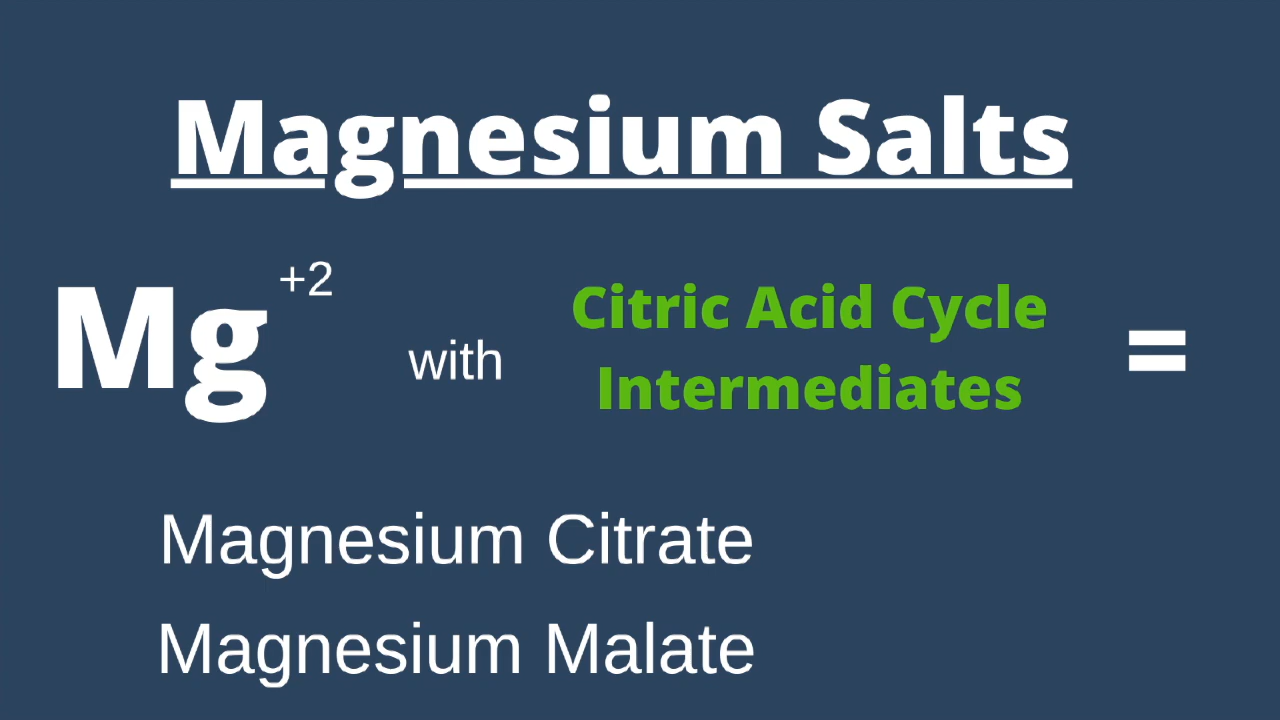 Magnesium Salts
Mg+2 with Citric Acid Cycle Intermediates =
Magnesium Citrate
Magnesium Malate